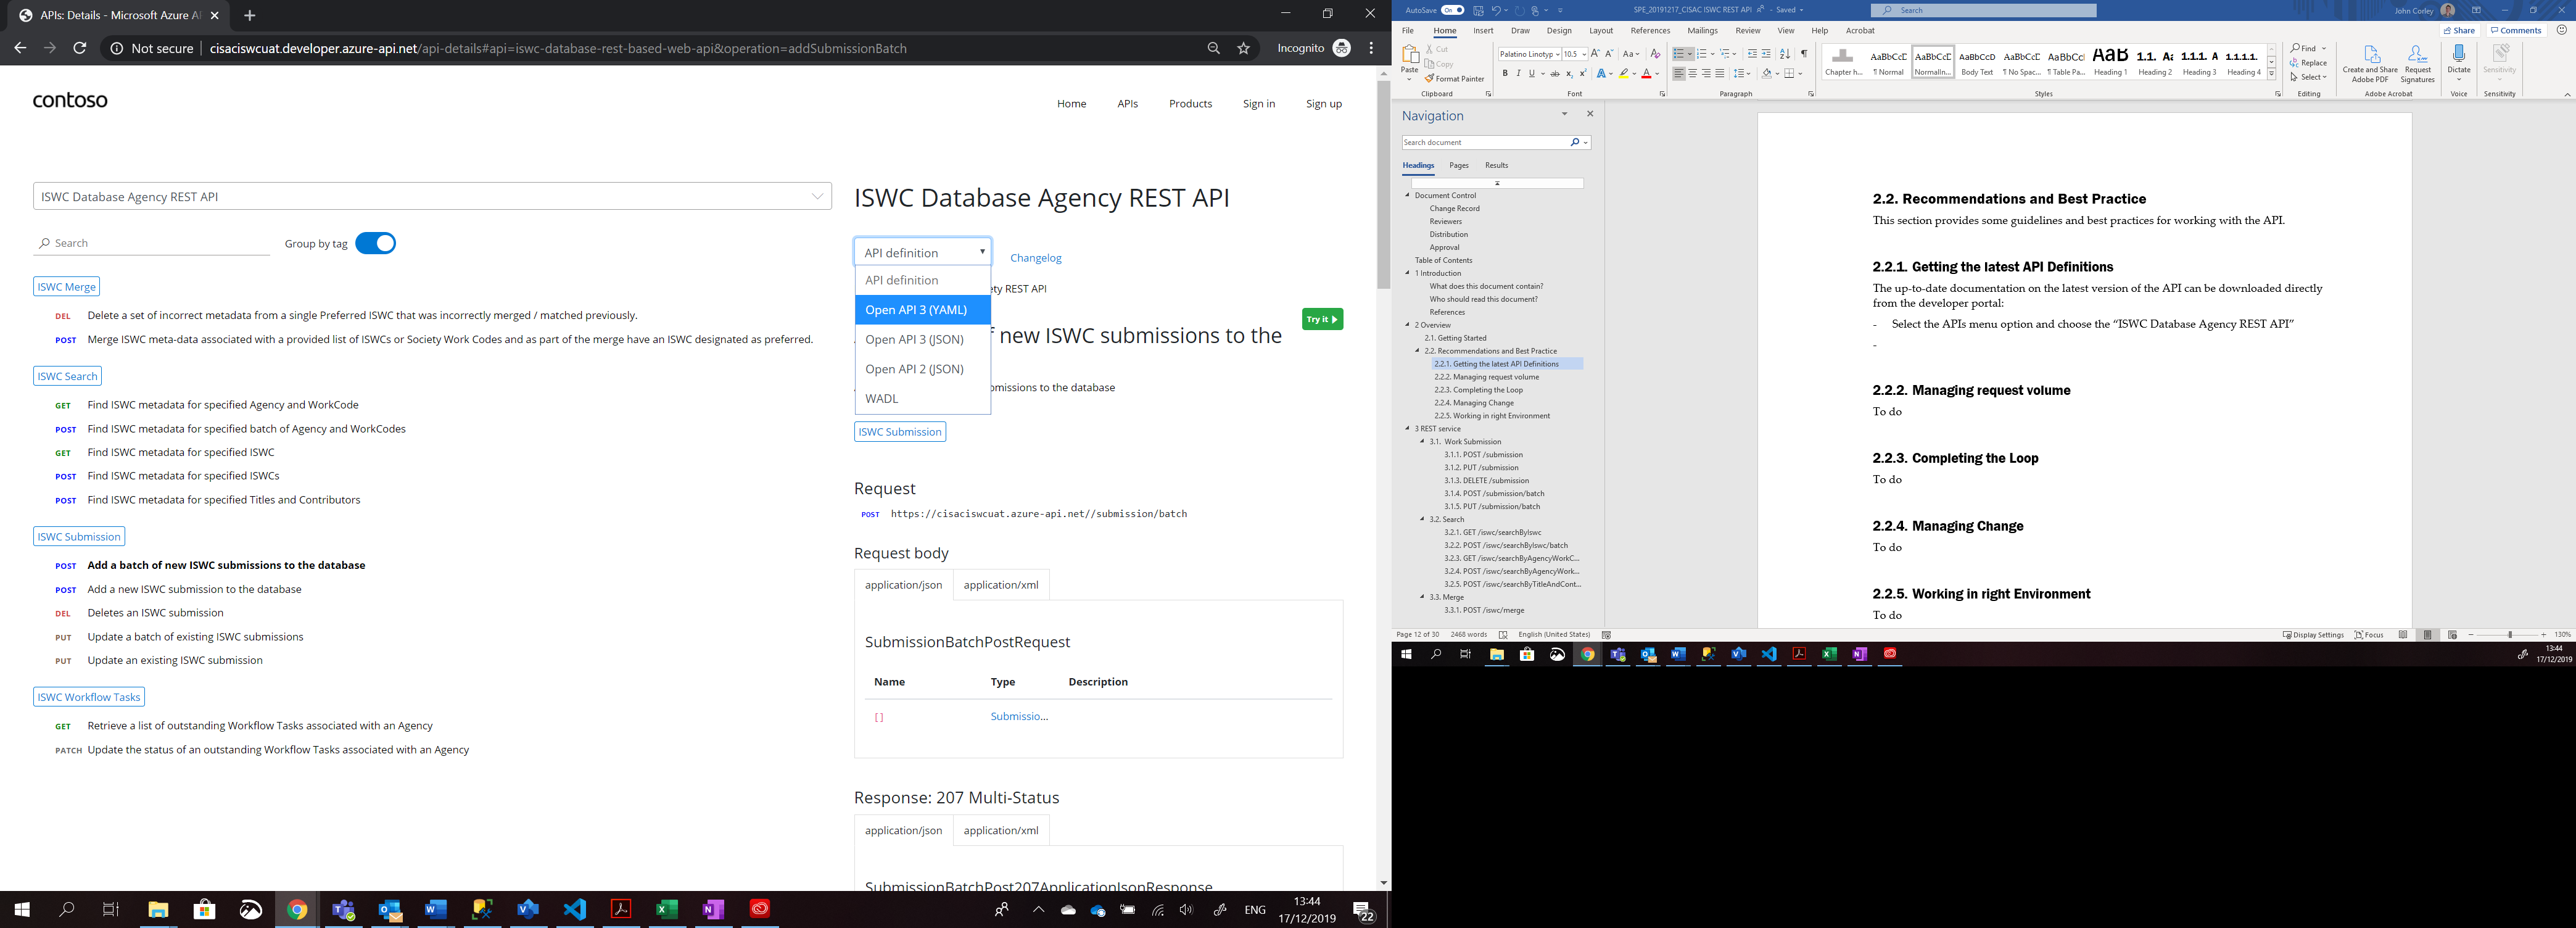 APIs: Details - Microsoft Azure AP
Not secure | cisaciswcuat.developer.azure-api.net/api-details#api=iswc-database-rest-based-web-api&operation=addSubmissionBatch
Incognito
contoso
Home APIs Products Sign in Sign up
ISWC Database Agency REST API
Search
Group by tag
ISWC Merge
DEL Delete a set of incorrect metadata from a single Preferred ISWC that was incorrectly merged / matched previously.
POST Merge ISWC meta-data associated with a provided list of ISWCs or Society Work Codes and as part of the merge have an ISWC designated as preferred.
ISWC Search
GET Find ISWC metadata for specified Agency and WorkCode
POST Find ISWC metadata for specified batch of Agency and WorkCodes
GET Find ISWC metadata for specified ISWC
POST Find ISWC metadata for specified ISWCs
POST Find ISWC metadata for specified Titles and Contributors
ISWC Submission
POST Add a batch of new ISWC submissions to the database
POST Add a new ISWC submission to the database
DEL Deletes an ISWC submission
PUT Update a batch of existing ISWC submissions
PUT Update an existing ISWC submission
ISWC Workflow Tasks
GET Retrieve a list of outstanding Workflow Tasks associated with an Agency
PATCH Update the status of an outstanding Workflow Tasks associated with an Agency
ISWC Database Agency REST API
API definition
Changelog
API definition
ety REST API
Open API 3 (YAML)
Try it
f new ISWC submissions to the
Open API 3 (JSON)
Open API 2 (JSON)
bmissions to the database
WADL
ISWC Submission
Request
POST https://cisaciswcuat.azure-api.net//submission/batch
Request body
application/json application/xml
SubmissionBatchPostRequest
Name Type Description
[] Submissio...
Response: 207 Multi-Status
application/json application/xml
SubmissionBatchPost207ApplicationJsonResponse
ENG
13:44
17/12/2019
22
AutoSave On
SPE_20191217_CISAC ISWC REST API - Saved
Search
John Corley
File Home Insert Draw Design Layout References Mailings Review View Help Acrobat
Share Comments
Paste
Cut
Copy
Format Painter
Clipboard
Palatino Linotyp 10.5
Font
Paragraph
AaBbCcDc AaBbCcD AaBbCcD AaBbCcD AaBbCcD AaBbCcI AaB 1.1. Aa 1.1.1. A 1.1.1.1.
Chapter h... ¶ Normal NormalIn... Body Text ¶ No Spac... ¶ Table Pa... Heading 1 Heading 2 Heading 3 Heading 4
Styles
Find
Replace
Select
Editing
Create and Share Adobe PDF
Request Signatures
Adobe Acrobat
Dictate
Voice
Sensitivity
Sensitivity
Navigation
Search document
Headings Pages Results
Document Control
Change Record
Reviewers
Distribution
Approval
Table of Contents
1 Introduction
What does this document contain?
Who should read this document?
References
2 Overview
2.1. Getting Started
2.2. Recommendations and Best Practice
2.2.1. Getting the latest API Definitions
2.2.2. Managing request volume
2.2.3. Completing the Loop
2.2.4. Managing Change
2.2.5. Working in right Environment
3 REST service
3.1. Work Submission
3.1.1. POST /submission
3.1.2. PUT /submission
3.1.3. DELETE /submission
3.1.4. POST /submission/batch
3.1.5. PUT /submission/batch
3.2. Search
3.2.1. GET /iswc/searchByIswc
3.2.2. POST /iswc/searchByIswc/batch
3.2.3. GET /iswc/searchByAgencyWorkC...
3.2.4. POST /iswc/searchByAgencyWork...
3.2.5. POST /iswc/searchByTitleAndCont...
3.3. Merge
3.3.1. POST /iswc/merge
2.2. Recommendations and Best Practice
This section provides some guidelines and best practices for working with the API.
2.2.1. Getting the latest API Definitions
The up-to-date documentation on the latest version of the API can be downloaded directly
from the developer portal:
- Select the APIs menu option and choose the “ISWC Database Agency REST API”
-
2.2.2. Managing request volume
To do
2.2.3. Completing the Loop
To do
2.2.4. Managing Change
To do
2.2.5. Working in right Environment
To do
Page 12 of 30 2468 words English (United States)
Display Settings Focus 130%
13:44
17/12/2019